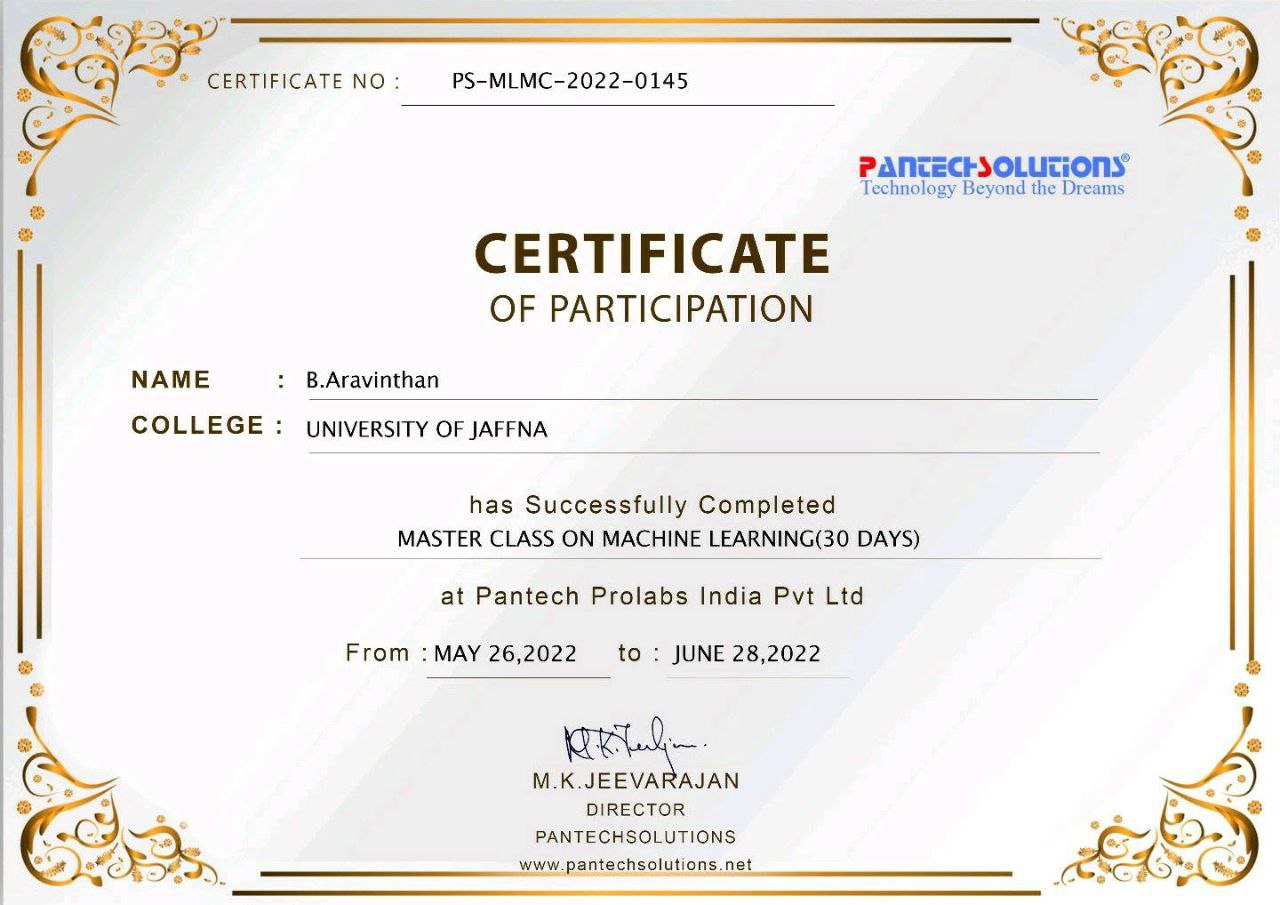 CERTIFICATE NO : PS-MLMC-2022-0145
PANTECHSOLUTIONS®
Technology Beyond the Dreams
CERTIFICATE
OF PARTICIPATION
NAME : B.Aravinthan
COLLEGE : UNIVERSITY OF JAFFNA
has Successfully Completed
MASTER CLASS ON MACHINE LEARNING(30 DAYS)
at Pantech Prolabs India Pvt Ltd
From : MAY 26,2022 to : JUNE 28,2022
M.K.JEEVARAJAN
DIRECTOR
PANTECHSOLUTIONS
www.pantechsolutions.net